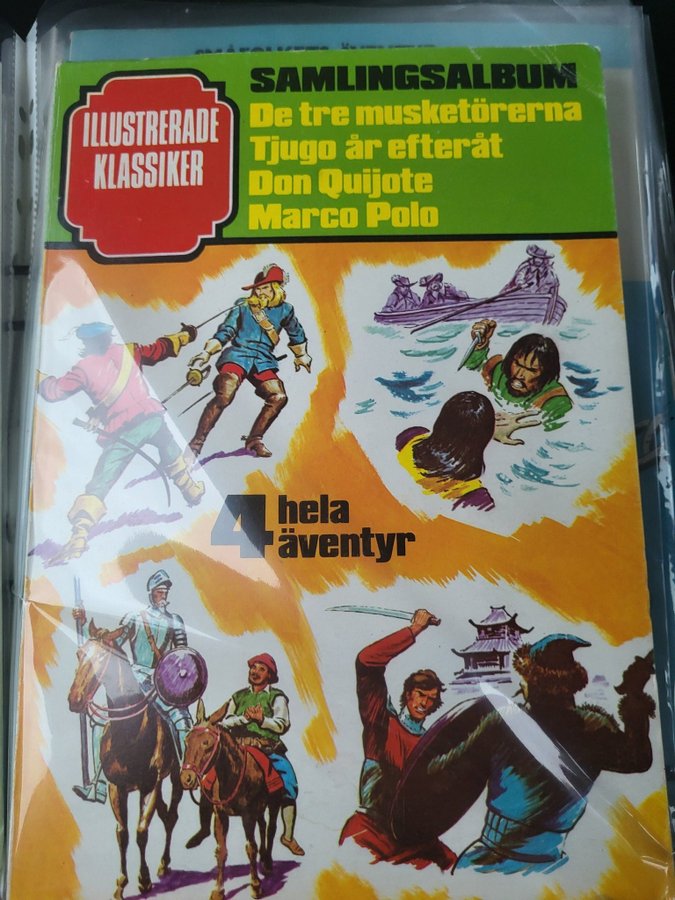 ILLUSTRERADE
KLASSIKER
SAMLINGSALBUM
De tre musketörerna
Tjugo år efteråt
Don Quijote
Marco Polo
4 hela
äventyr